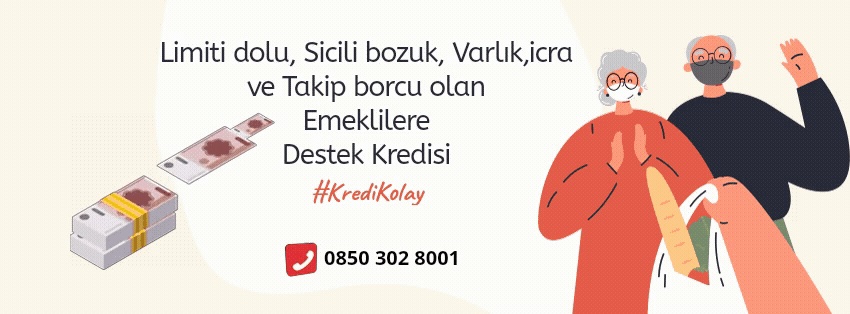 Limiti dolu, Sicili bozuk, Varlık,icra
ve Takip borcu olan
Emeklilere
Destek Kredisi
#KrediKolay
0850 302 8001